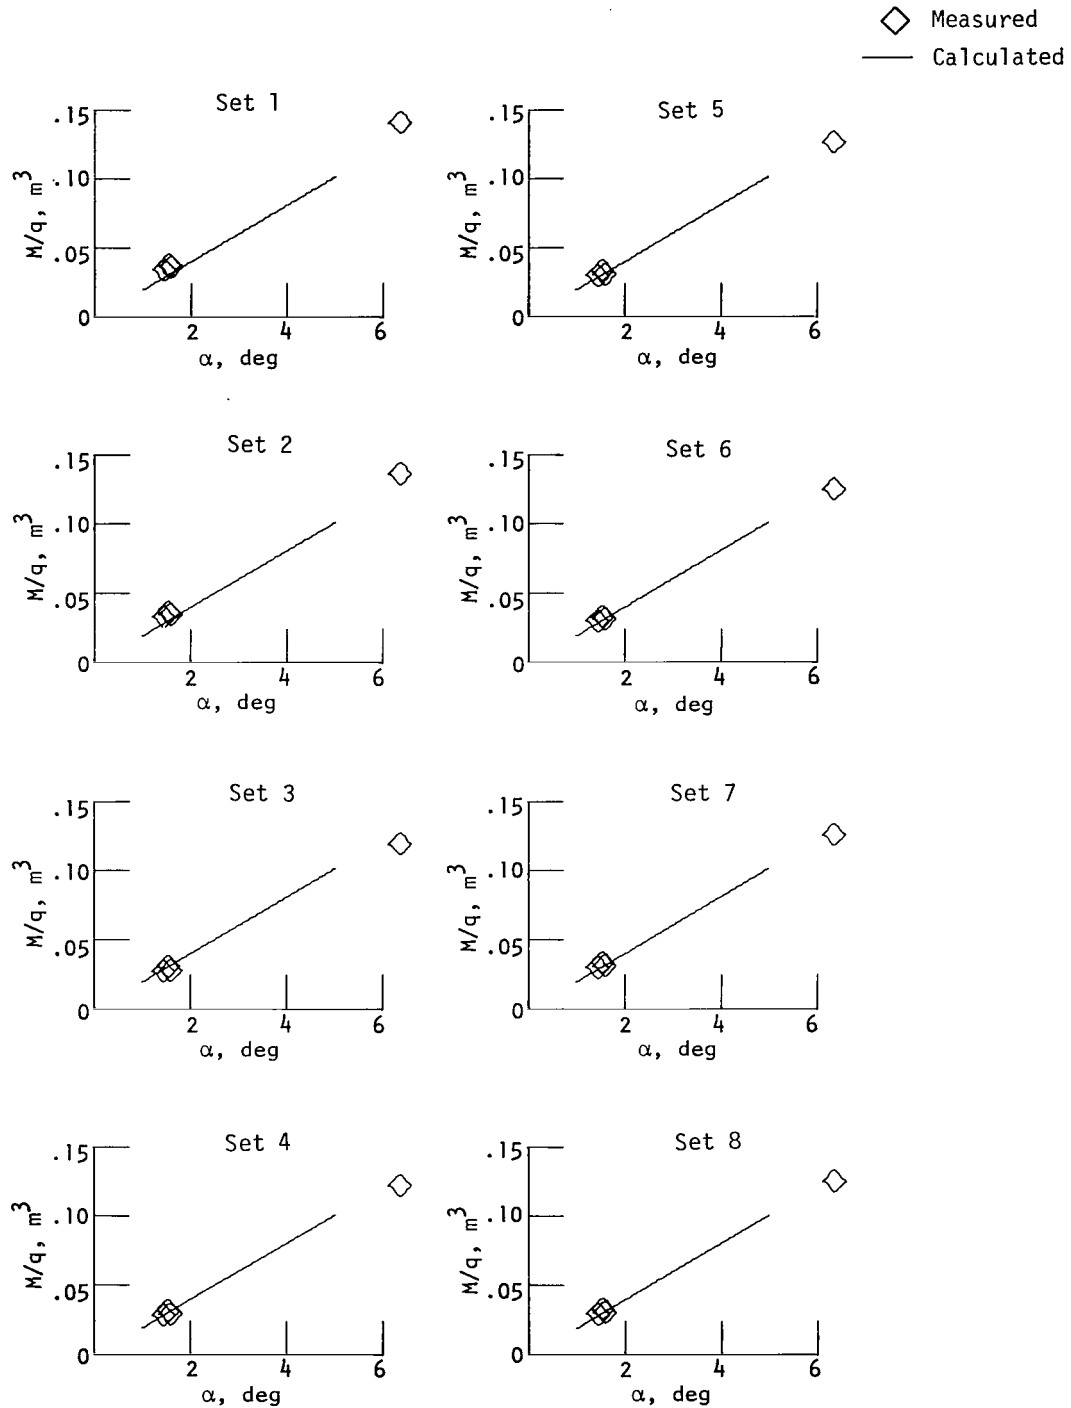 Measured
Calculated
Set 1
.15
.10
.05
0
M/q, m³
2 4 6
α, deg
Set 5
.15
.10
.05
0
M/q, m³
2 4 6
α, deg
Set 2
.15
.10
.05
0
M/q, m³
2 4 6
α, deg
Set 6
.15
.10
.05
0
M/q, m³
2 4 6
α, deg
Set 3
.15
.10
.05
0
M/q, m³
2 4 6
α, deg
Set 7
.15
.10
.05
0
M/q, m³
2 4 6
α, deg
Set 4
.15
.10
.05
0
M/q, m³
2 4 6
α, deg
Set 8
.15
.10
.05
0
M/q, m³
2 4 6
α, deg